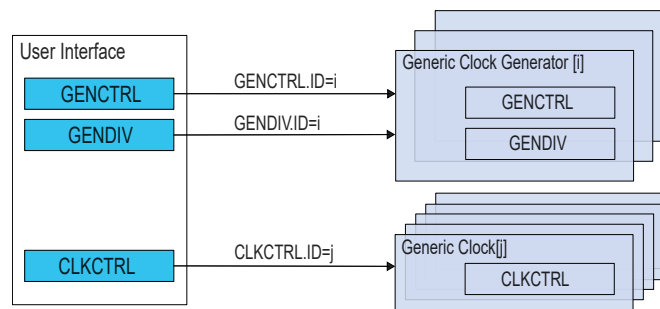 User Interface
GENCTRL
GENDIV
CLKCTRL
GENCTRL.ID=i
GENDIV.ID=i
CLKCTRL.ID=j
Generic Clock Generator [i]
GENCTRL
GENDIV
Generic Clock[j]
CLKCTRL